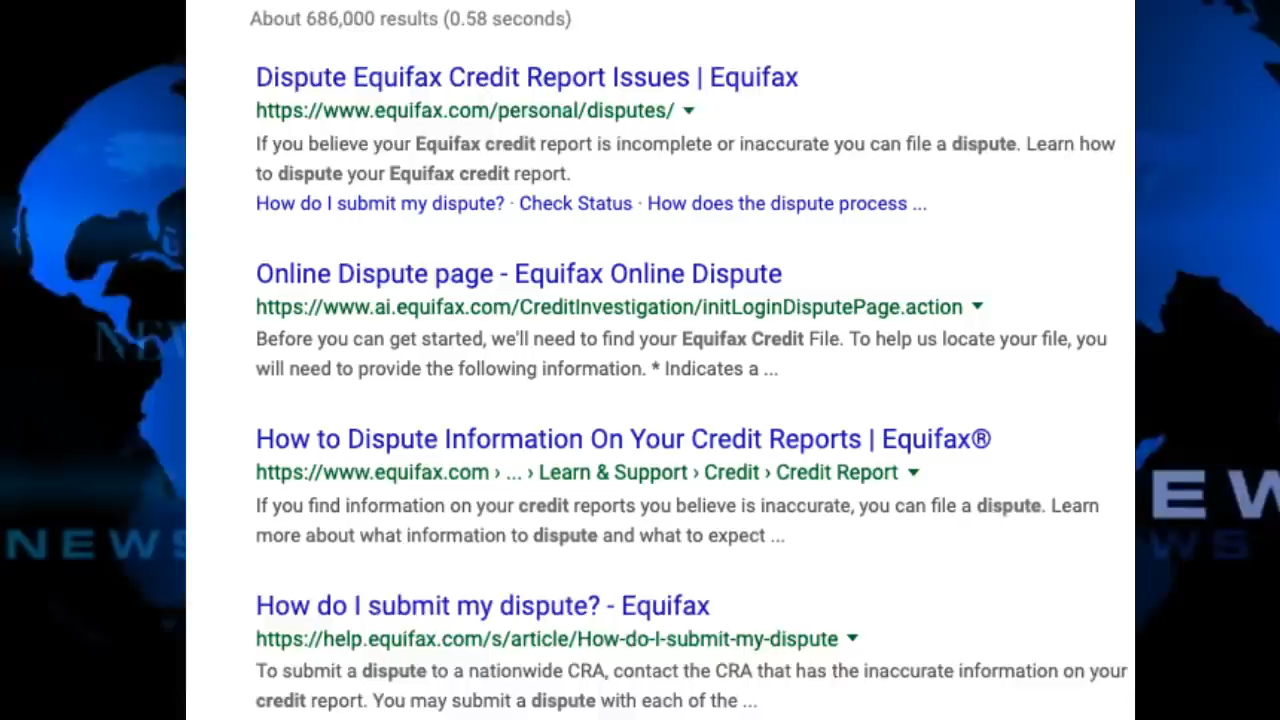 About 686,000 results (0.58 seconds)
Dispute Equifax Credit Report Issues | Equifax
https://www.equifax.com/personal/disputes/
If you believe your Equifax credit report is incomplete or inaccurate you can file a dispute. Learn how
to dispute your Equifax credit report.
How do I submit my dispute? · Check Status · How does the dispute process ...
Online Dispute page - Equifax Online Dispute
https://www.ai.equifax.com/CreditInvestigation/initLoginDisputePage.action
Before you can get started, we'll need to find your Equifax Credit File. To help us locate your file, you
will need to provide the following information. * Indicates a ...
How to Dispute Information On Your Credit Reports | Equifax®
https://www.equifax.com › ... › Learn & Support › Credit › Credit Report
If you find information on your credit reports you believe is inaccurate, you can file a dispute. Learn
more about what information to dispute and what to expect ...
How do I submit my dispute? - Equifax
https://help.equifax.com/s/article/How-do-I-submit-my-dispute
To submit a dispute to a nationwide CRA, contact the CRA that has the inaccurate information on your
credit report. You may submit a dispute with each of the ...
NEW
NEWS
EW
WS